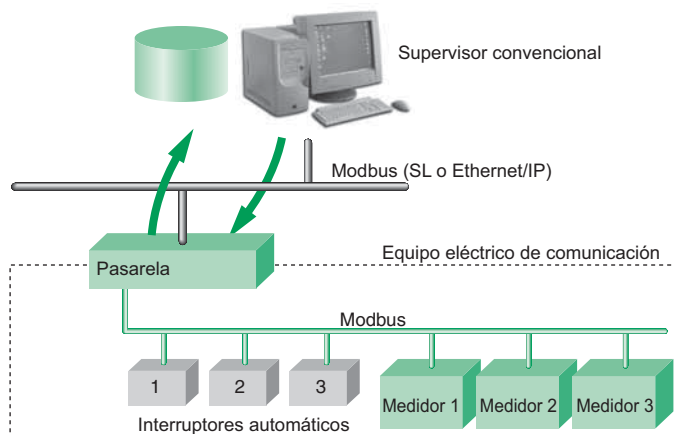 Supervisor convencional
Modbus (SL o Ethernet/IP)
Equipo eléctrico de comunicación
Pasarela
Modbus
1 2 3
Medidor 1 Medidor 2 Medidor 3
Interruptores automáticos